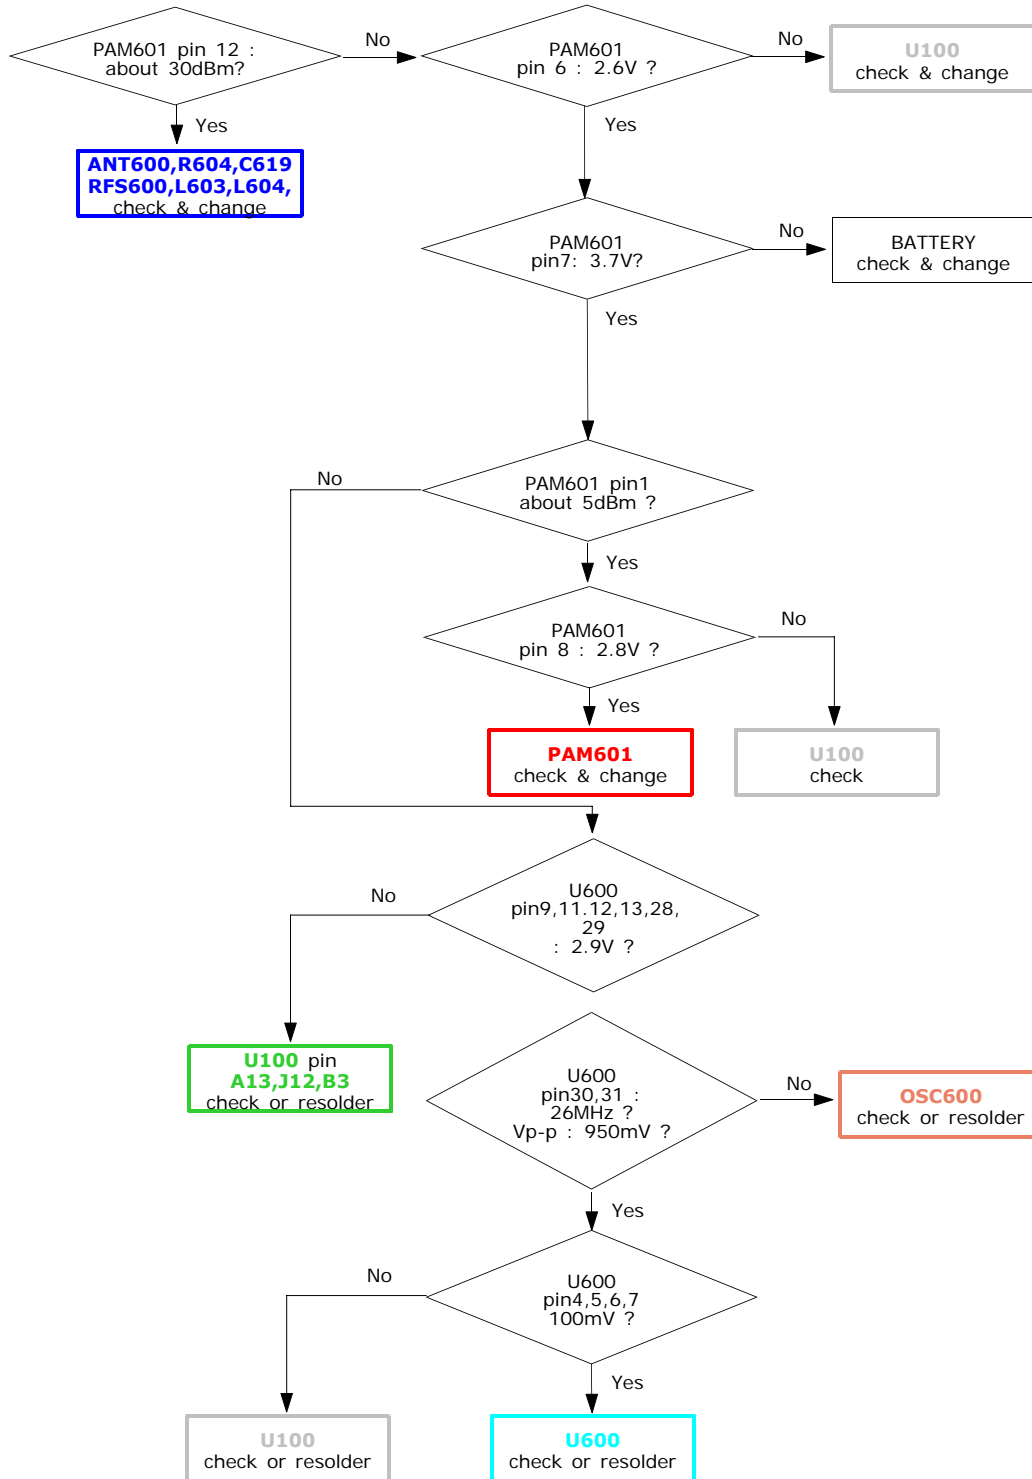 PAM601 pin 12 :
about 30dBm?
No
PAM601
pin 6 : 2.6V ?
No
U100
check & change
Yes
ANT600,R604,C619
RFS600,L603,L604,
check & change
Yes
PAM601
pin7: 3.7V?
No
BATTERY
check & change
Yes
No
PAM601 pin1
about 5dBm ?
Yes
PAM601
pin 8 : 2.8V ?
No
Yes
PAM601
check & change
U100
check
No
U600
pin9,11.12,13,28,
29
: 2.9V ?
U100 pin
A13,J12,B3
check or resolder
U600
pin30,31 :
26MHz ?
Vp-p : 950mV ?
No
OSC600
check or resolder
Yes
No
U600
pin4,5,6,7
100mV ?
Yes
U100
check or resolder
U600
check or resolder